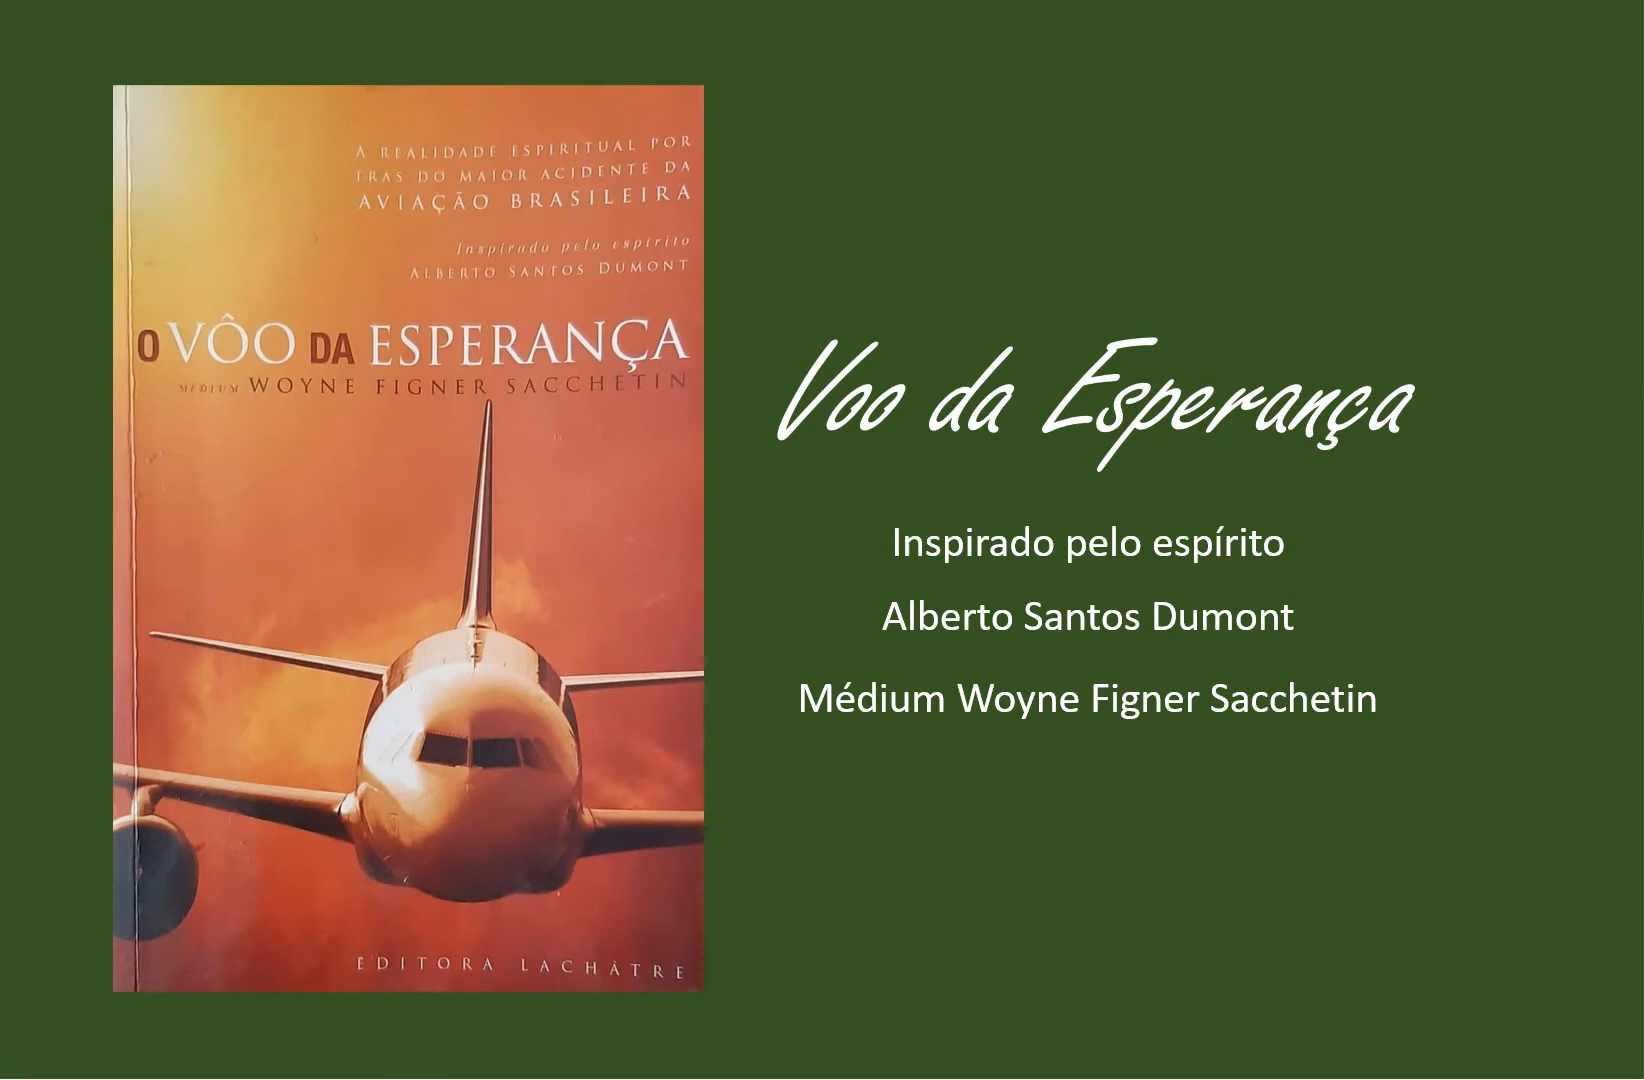 A REALIDADE ESPIRITUAL POR
TRÁS DO MAIOR ACIDENTE DA
AVIAÇÃO BRASILEIRA
Inspirado pelo espírito
ALBERTO SANTOS DUMONT
O VÔO DA ESPERANÇA
MÉDIUM WOYNE FIGNER SACCHETIN
EDITORA LACHÂTRE
Voo da Esperança
Inspirado pelo espírito
Alberto Santos Dumont
Médium Woyne Figner Sacchetin